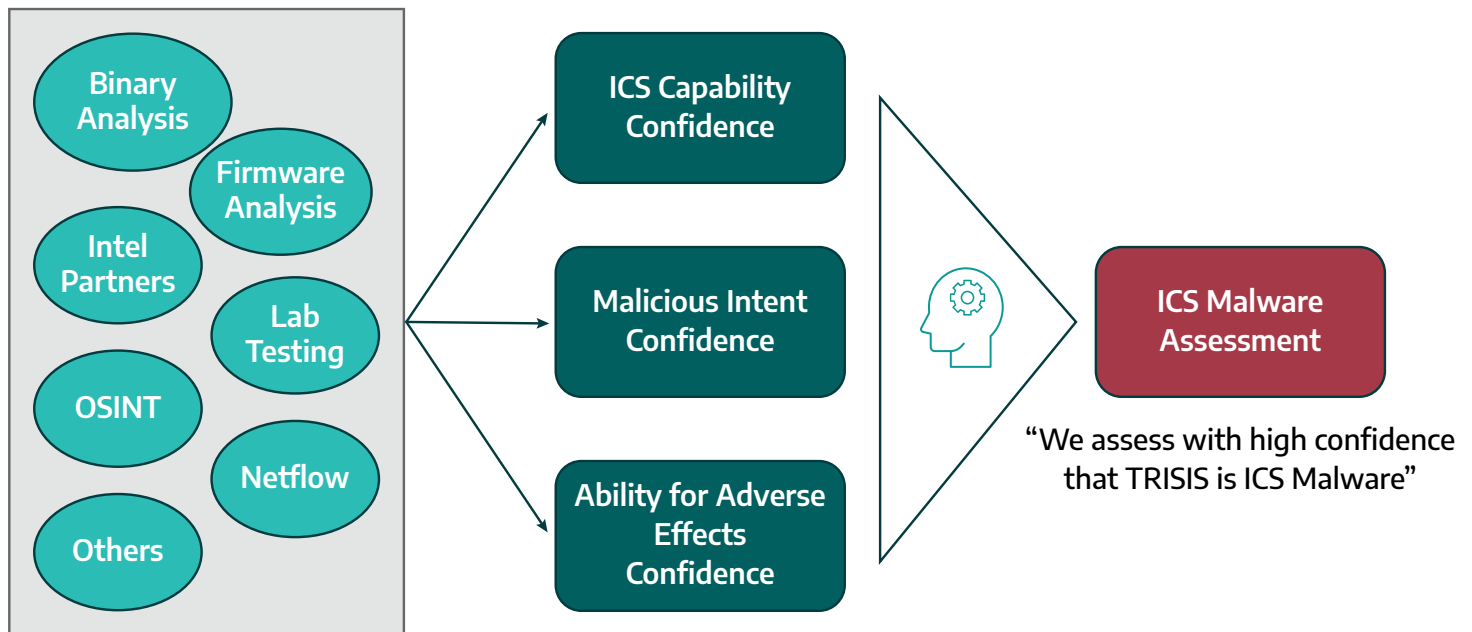 Binary
Analysis
Firmware
Analysis
Intel
Partners
Lab
Testing
OSINT
Netflow
Others
ICS Capability
Confidence
Malicious Intent
Confidence
Ability for Adverse
Effects
Confidence
ICS Malware
Assessment
“We assess with high confidence
that TRISIS is ICS Malware”